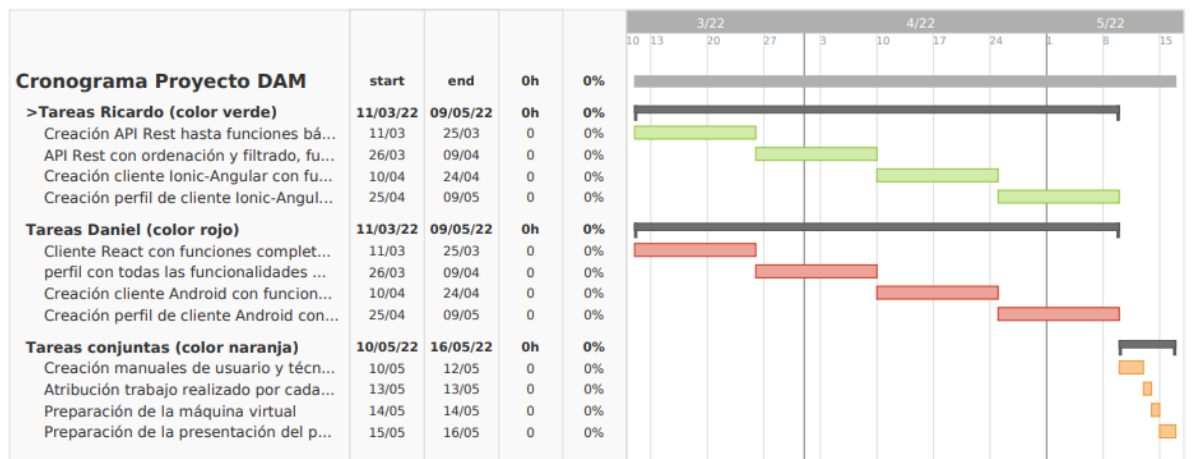 3/22 4/22 5/22
10 13 20 27 3 10 17 24 1 8 15
Cronograma Proyecto DAM start end 0h 0%
>Tareas Ricardo (color verde) 11/03/22 09/05/22 0h 0%
Creación API Rest hasta funciones bá... 11/03 25/03 0 0%
API Rest con ordenación y filtrado, fu... 26/03 09/04 0 0%
Creación cliente Ionic-Angular con fu... 10/04 24/04 0 0%
Creación perfil de cliente Ionic-Angul... 25/04 09/05 0 0%
Tareas Daniel (color rojo) 11/03/22 09/05/22 0h 0%
Cliente React con funciones complet... 11/03 25/03 0 0%
perfil con todas las funcionalidades ... 26/03 09/04 0 0%
Creación cliente Android con funcion... 10/04 24/04 0 0%
Creación perfil de cliente Android con... 25/04 09/05 0 0%
Tareas conjuntas (color naranja) 10/05/22 16/05/22 0h 0%
Creación manuales de usuario y técn... 10/05 12/05 0 0%
Atribución trabajo realizado por cada... 13/05 13/05 0 0%
Preparación de la máquina virtual 14/05 14/05 0 0%
Preparación de la presentación del p... 15/05 16/05 0 0%